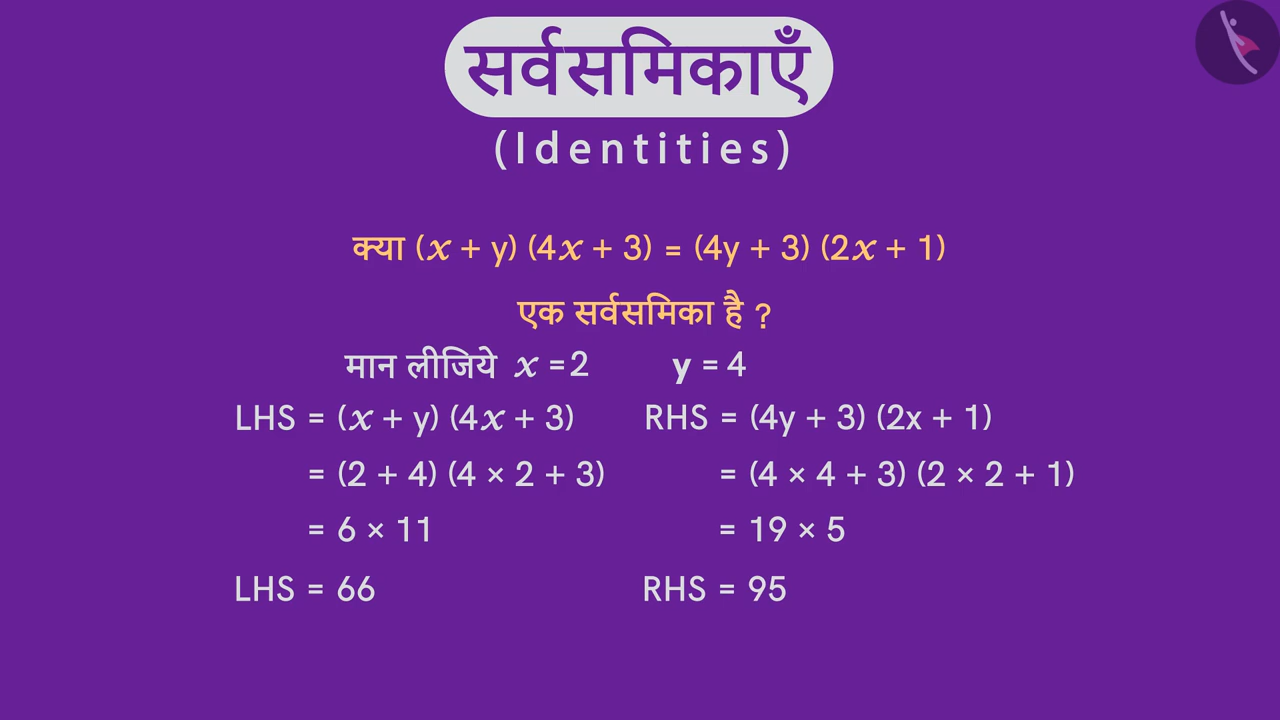 सर्वसमिकाएँ
(Identities)
क्या (x + y) (4x + 3) = (4y + 3) (2x + 1)
एक सर्वसमिका है ?
मान लीजिये x = 2 y = 4
LHS = (x + y) (4x + 3) RHS = (4y + 3) (2x + 1)
= (2 + 4) (4 × 2 + 3) = (4 × 4 + 3) (2 × 2 + 1)
= 6 × 11 = 19 × 5
LHS = 66 RHS = 95